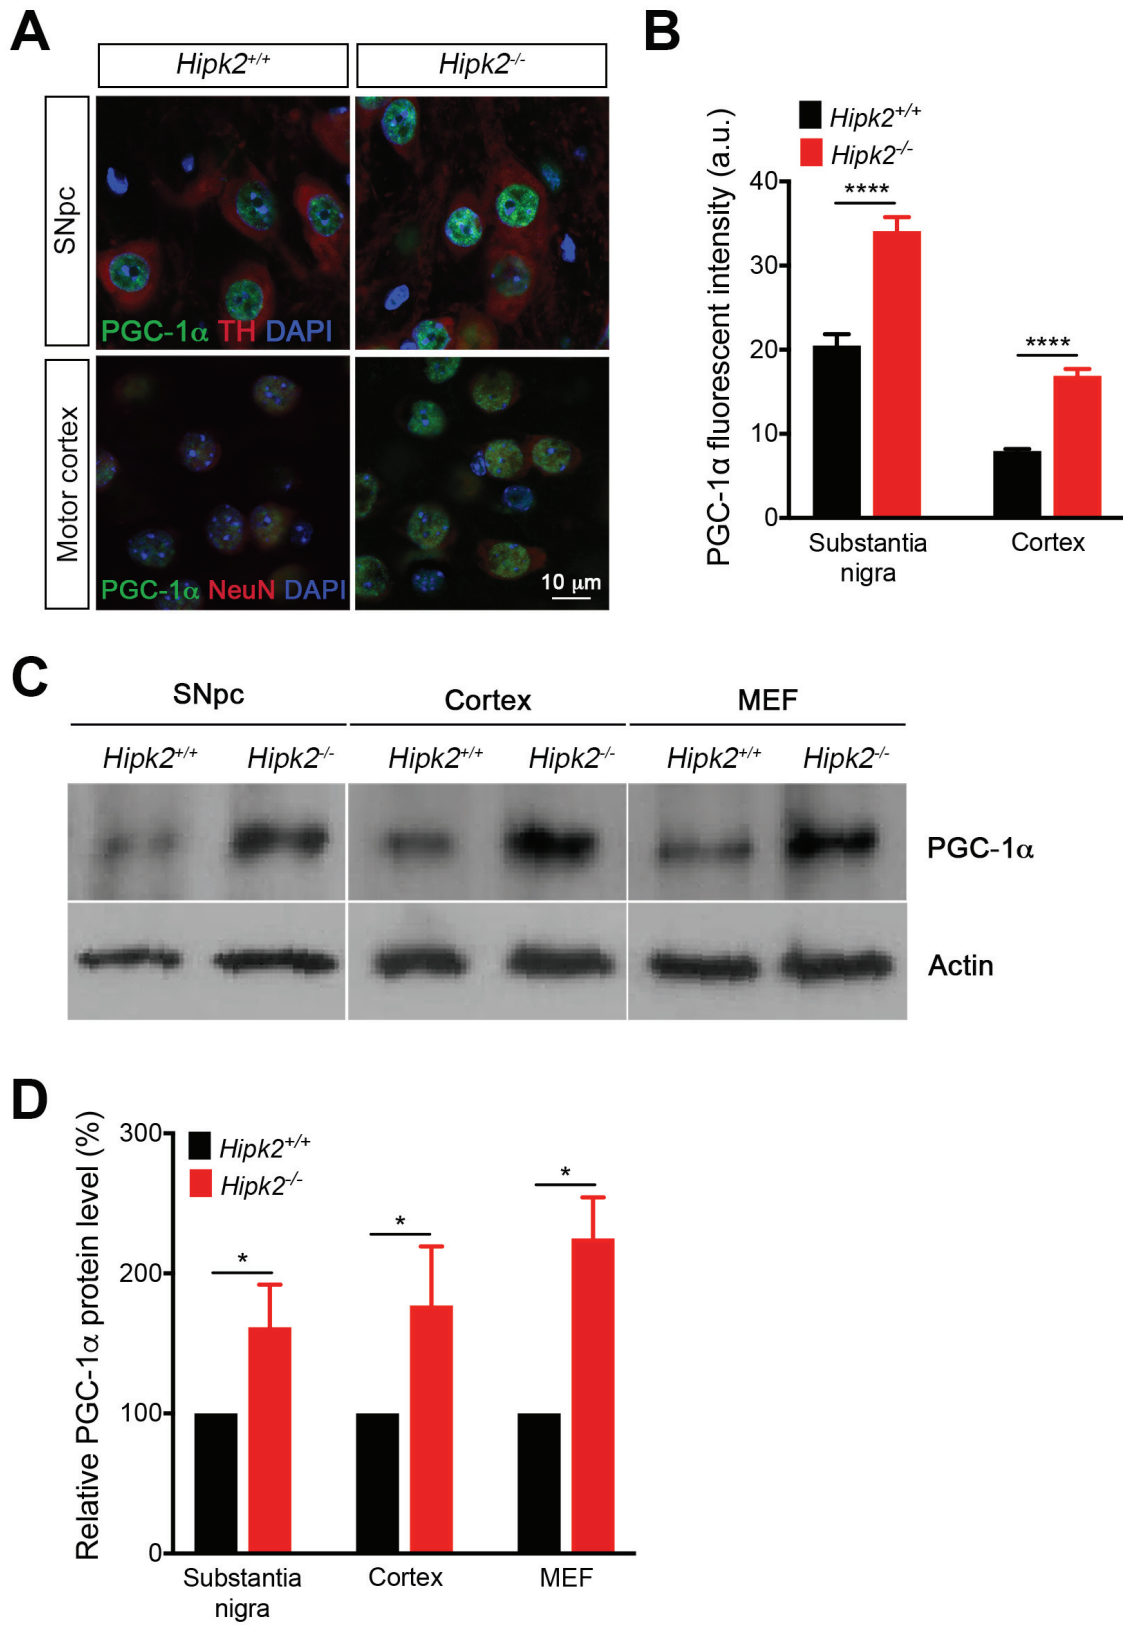 A
Hipk2+/+
Hipk2-/-
SNpc
PGC-1α TH DAPI
Motor cortex
PGC-1α NeuN DAPI
10 μm
B
PGC-1α fluorescent intensity (a.u.)
Hipk2+/+
Hipk2-/-
40
30
20
10
0
****
****
Substantia
nigra
Cortex
C
SNpc
Cortex
MEF
Hipk2+/+
Hipk2-/-
Hipk2+/+
Hipk2-/-
Hipk2+/+
Hipk2-/-
PGC-1α
Actin
D
Relative PGC-1α protein level (%)
Hipk2+/+
Hipk2-/-
300
200
100
0
*
*
*
Substantia
nigra
Cortex
MEF